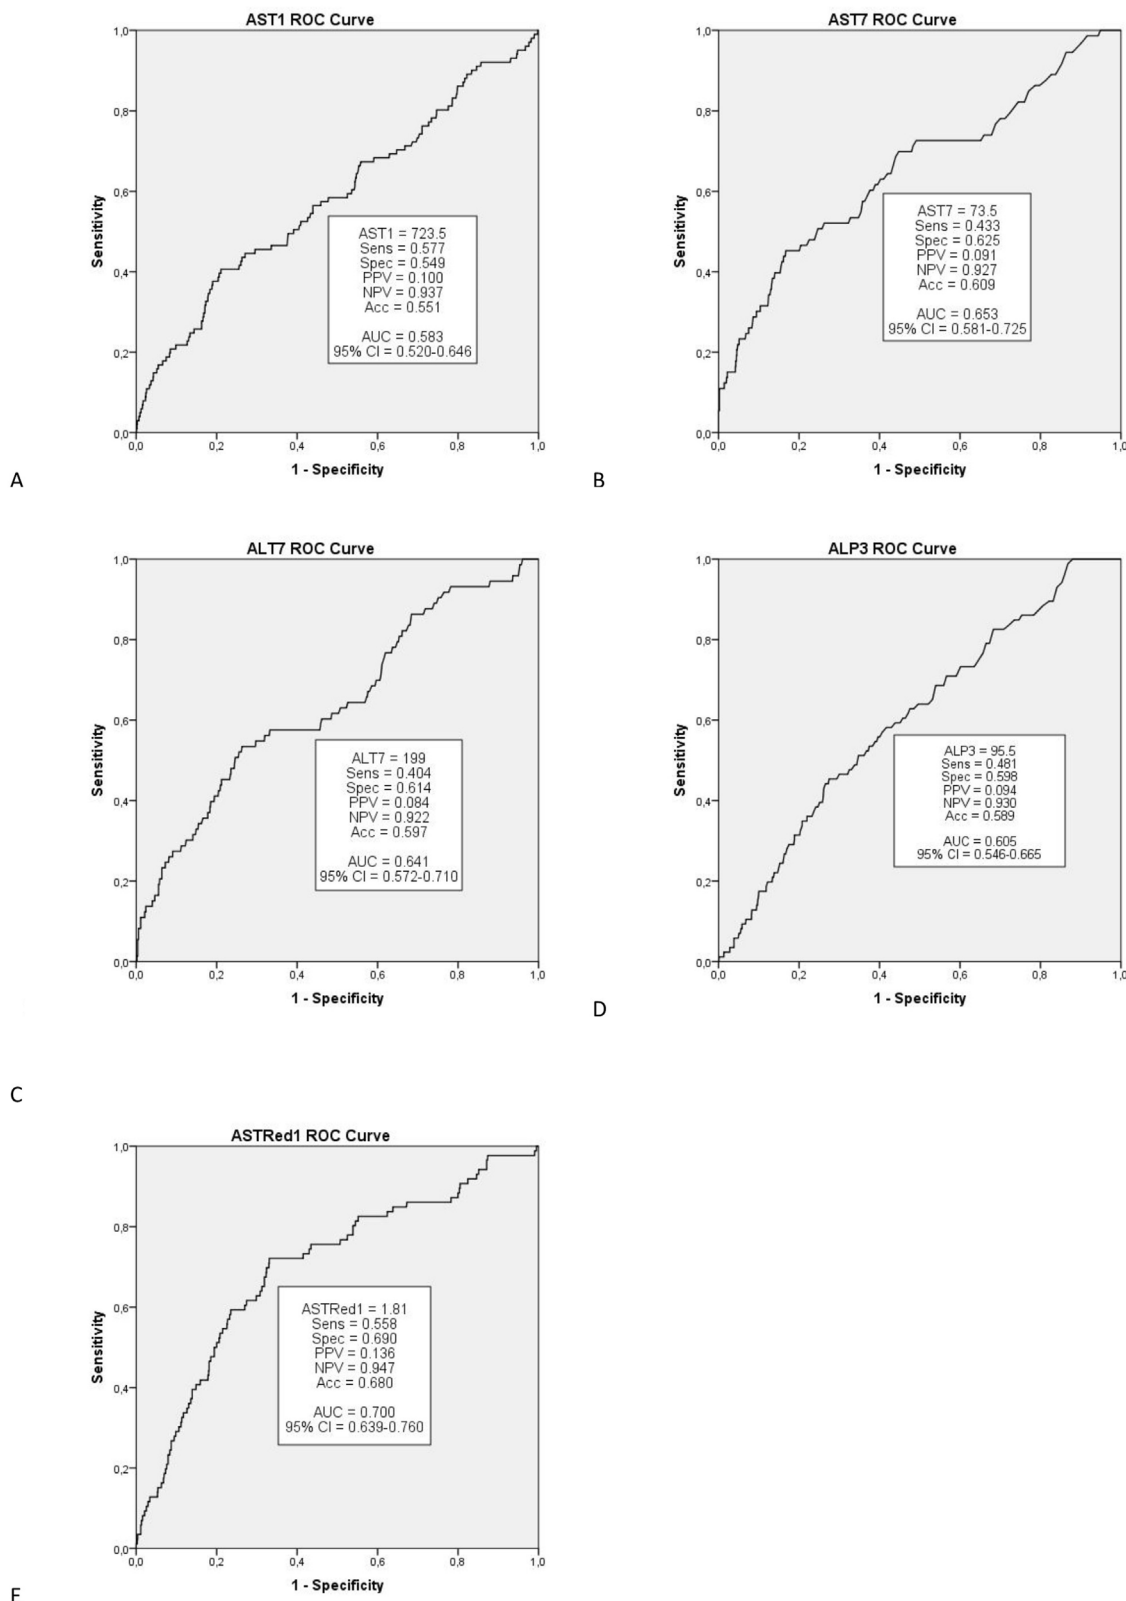 AST1 ROC Curve
1,0
0,8
0,6
0,4
0,2
0,0
Sensitivity
AST1 = 723.5
Sens = 0.577
Spec = 0.549
PPV = 0.100
NPV = 0.937
Acc = 0.551
AUC = 0.583
95% CI = 0.520-0.646
0,0 0,2 0,4 0,6 0,8 1,0
1 - Specificity
A
AST7 ROC Curve
1,0
0,8
0,6
0,4
0,2
0,0
Sensitivity
AST7 = 73.5
Sens = 0.433
Spec = 0.625
PPV = 0.091
NPV = 0.927
Acc = 0.609
AUC = 0.653
95% CI = 0.581-0.725
0,0 0,2 0,4 0,6 0,8 1,0
1 - Specificity
B
ALT7 ROC Curve
1,0
0,8
0,6
0,4
0,2
0,0
Sensitivity
ALT7 = 199
Sens = 0.404
Spec = 0.614
PPV = 0.084
NPV = 0.922
Acc = 0.597
AUC = 0.641
95% CI = 0.572-0.710
0,0 0,2 0,4 0,6 0,8 1,0
1 - Specificity
C
ALP3 ROC Curve
1,0
0,8
0,6
0,4
0,2
0,0
Sensitivity
ALP3 = 95.5
Sens = 0.481
Spec = 0.598
PPV = 0.094
NPV = 0.930
Acc = 0.589
AUC = 0.605
95% CI = 0.546-0.665
0,0 0,2 0,4 0,6 0,8 1,0
1 - Specificity
D
ASTRed1 ROC Curve
1,0
0,8
0,6
0,4
0,2
0,0
Sensitivity
ASTRed1 = 1.81
Sens = 0.558
Spec = 0.690
PPV = 0.136
NPV = 0.947
Acc = 0.680
AUC = 0.700
95% CI = 0.639-0.760
0,0 0,2 0,4 0,6 0,8 1,0
1 - Specificity
E